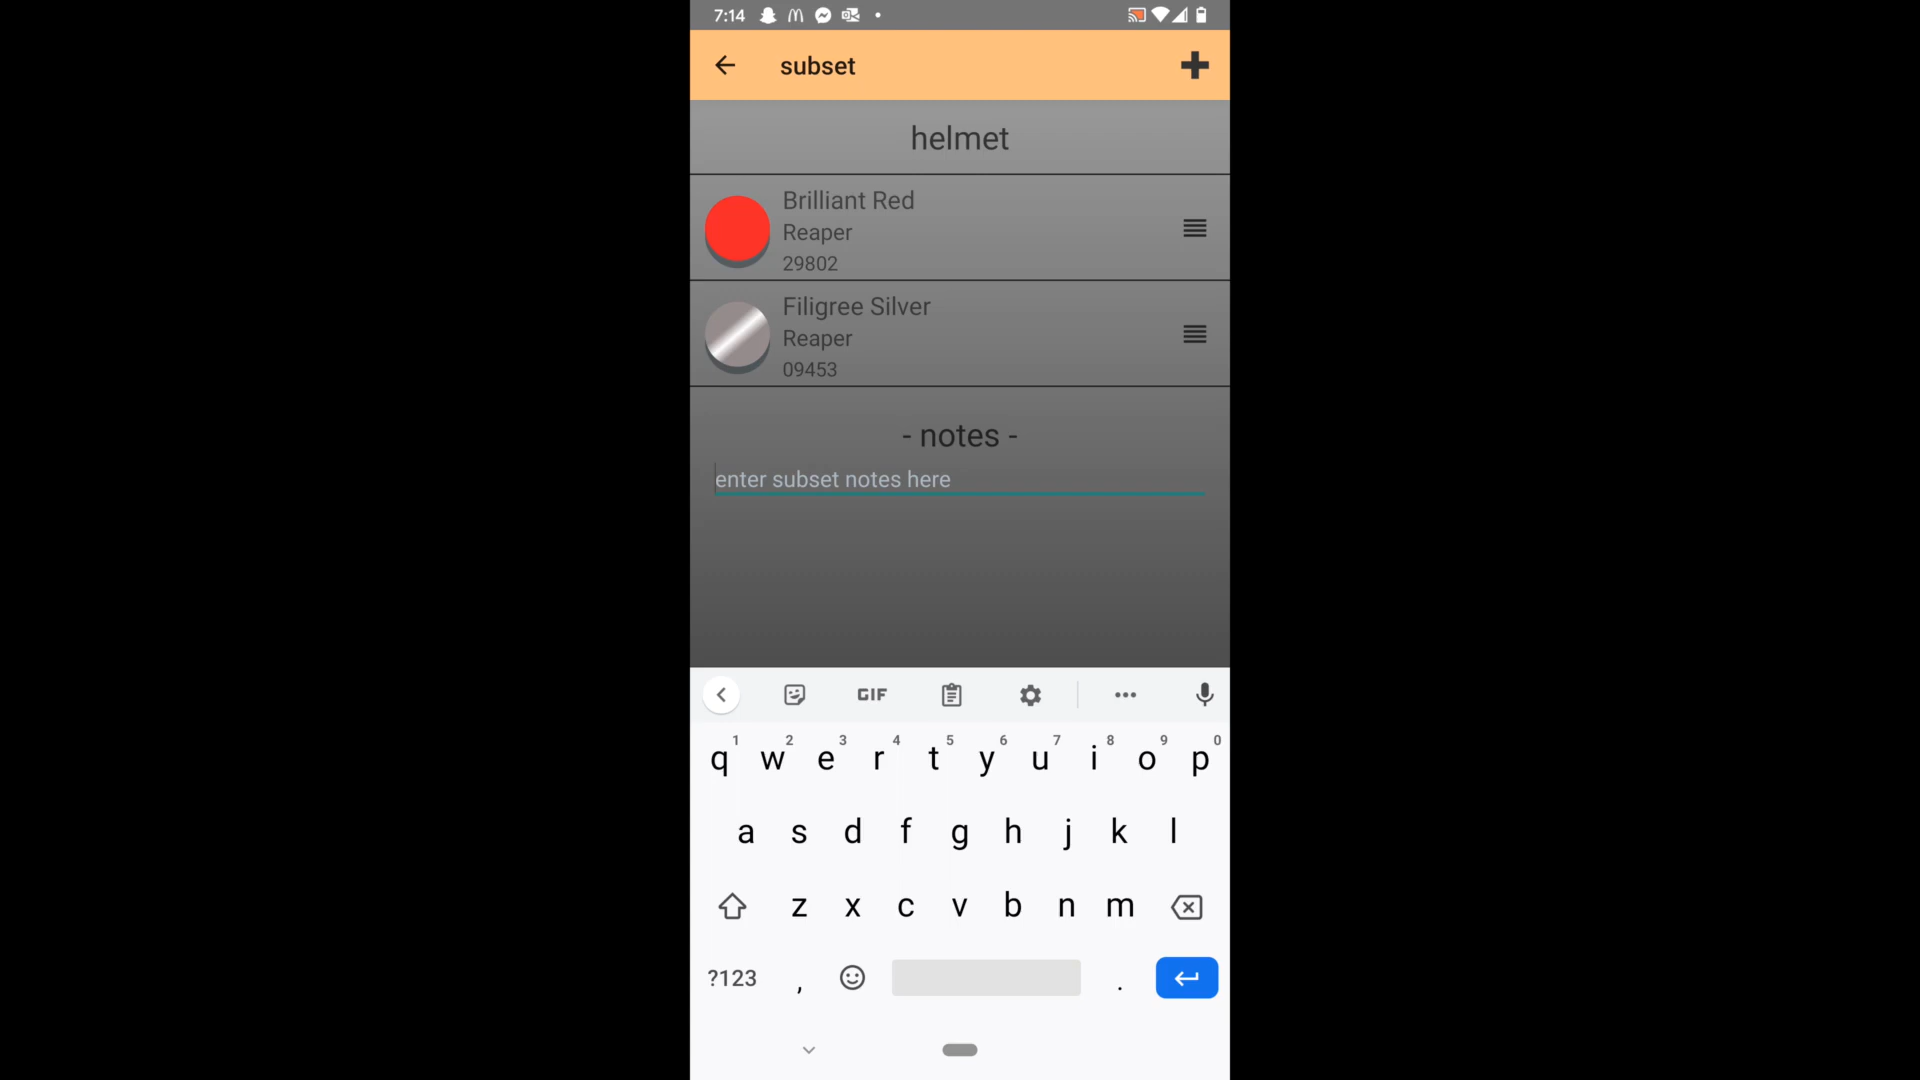 7:14
subset
helmet
Brilliant Red
Reaper
29802
Filigree Silver
Reaper
09453
- notes -
enter subset notes here
GIF
1 2 3 4 5 6 7 8 9 0
q w e r t y u i o p
a s d f g h j k l
z x c v b n m
?123 , .